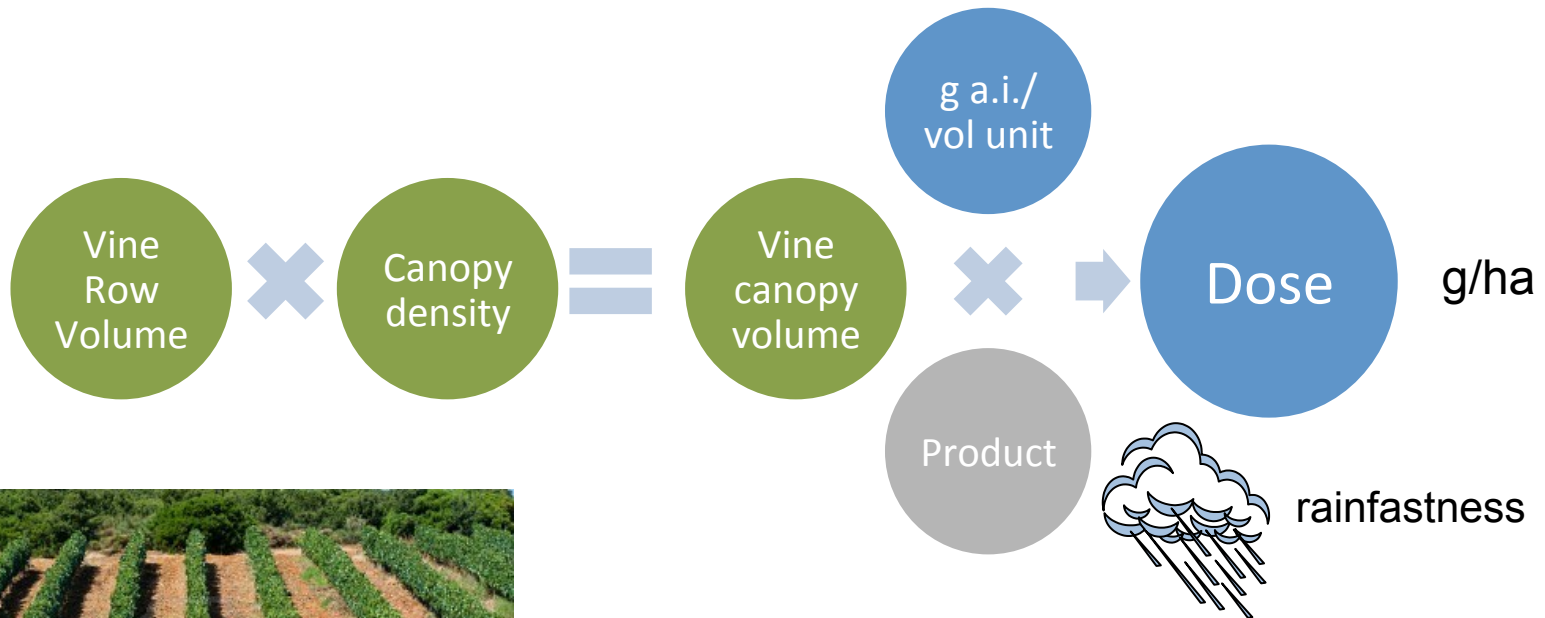 Vine
Row
Volume
Canopy
density
Vine
canopy
volume
g a.i./
vol unit
Product
Dose
g/ha
rainfastness